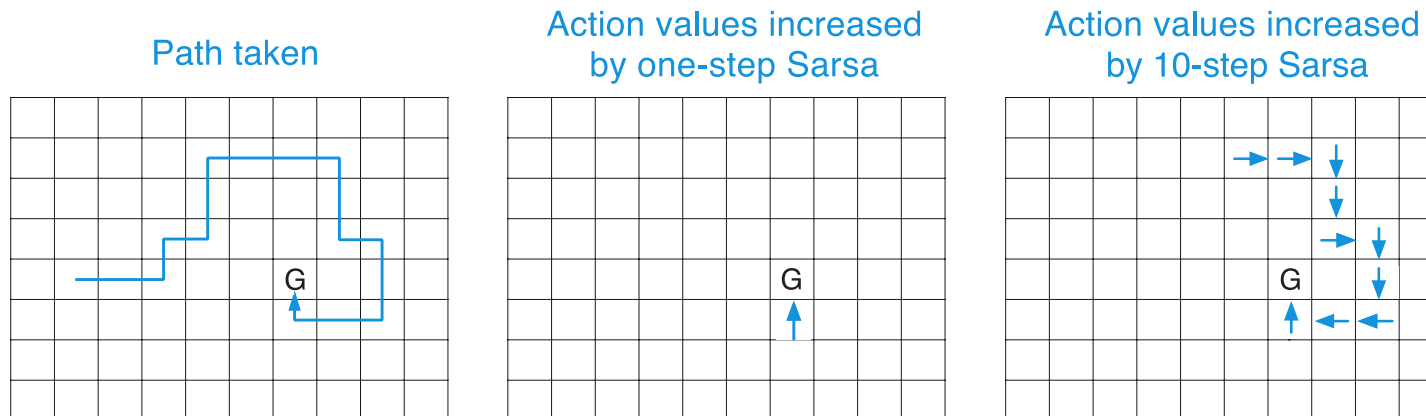 Path taken
Action values increased
by one-step Sarsa
Action values increased
by 10-step Sarsa
G
G
G